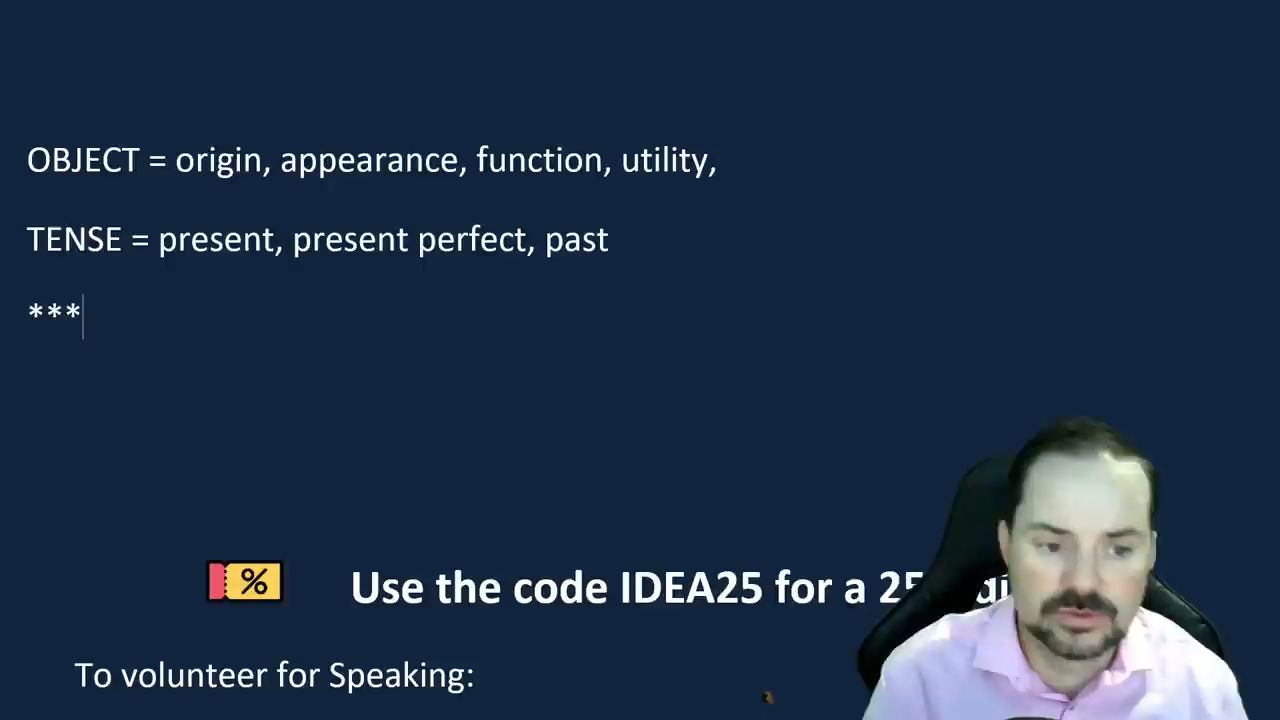 OBJECT = origin, appearance, function, utility,
TENSE = present, present perfect, past
***
%
Use the code IDEA25 for a 25
To volunteer for Speaking: